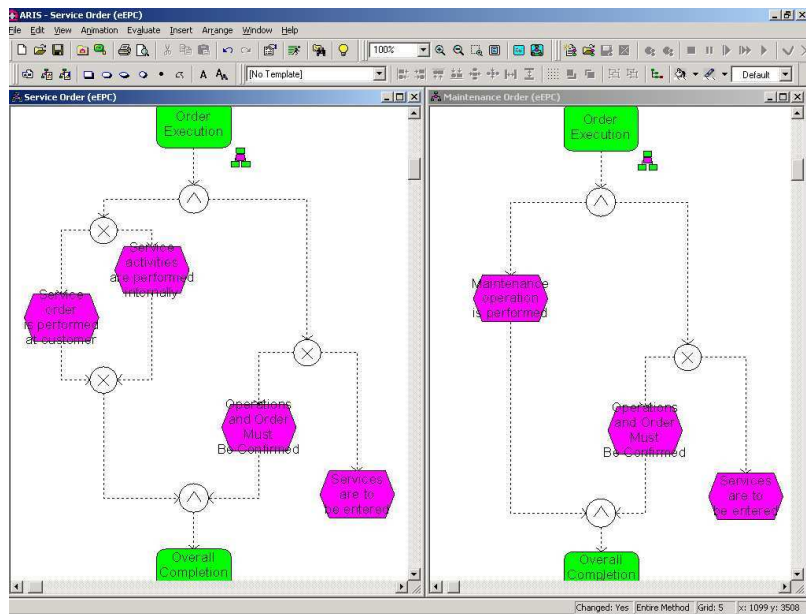 ARIS - Service Order (eEPC)
File Edit View Animation Evaluate Insert Arrange Window Help
100%
A AA [No Template] Default
Service Order (eEPC)
Order
Execution
Service
activities
are performed
internally
Service
order
is performed
at customer
Operations
and Order
Must
Be Confirmed
Services
are to
be entered
Overall
Completion
Maintenance Order (eEPC)
Order
Execution
Maintenance
operation
is performed
Operations
and Order
Must
Be Confirmed
Services
are to
be entered
Overall
Completion
Changed: Yes Entire Method Grid: 5 x: 1099 y: 3508